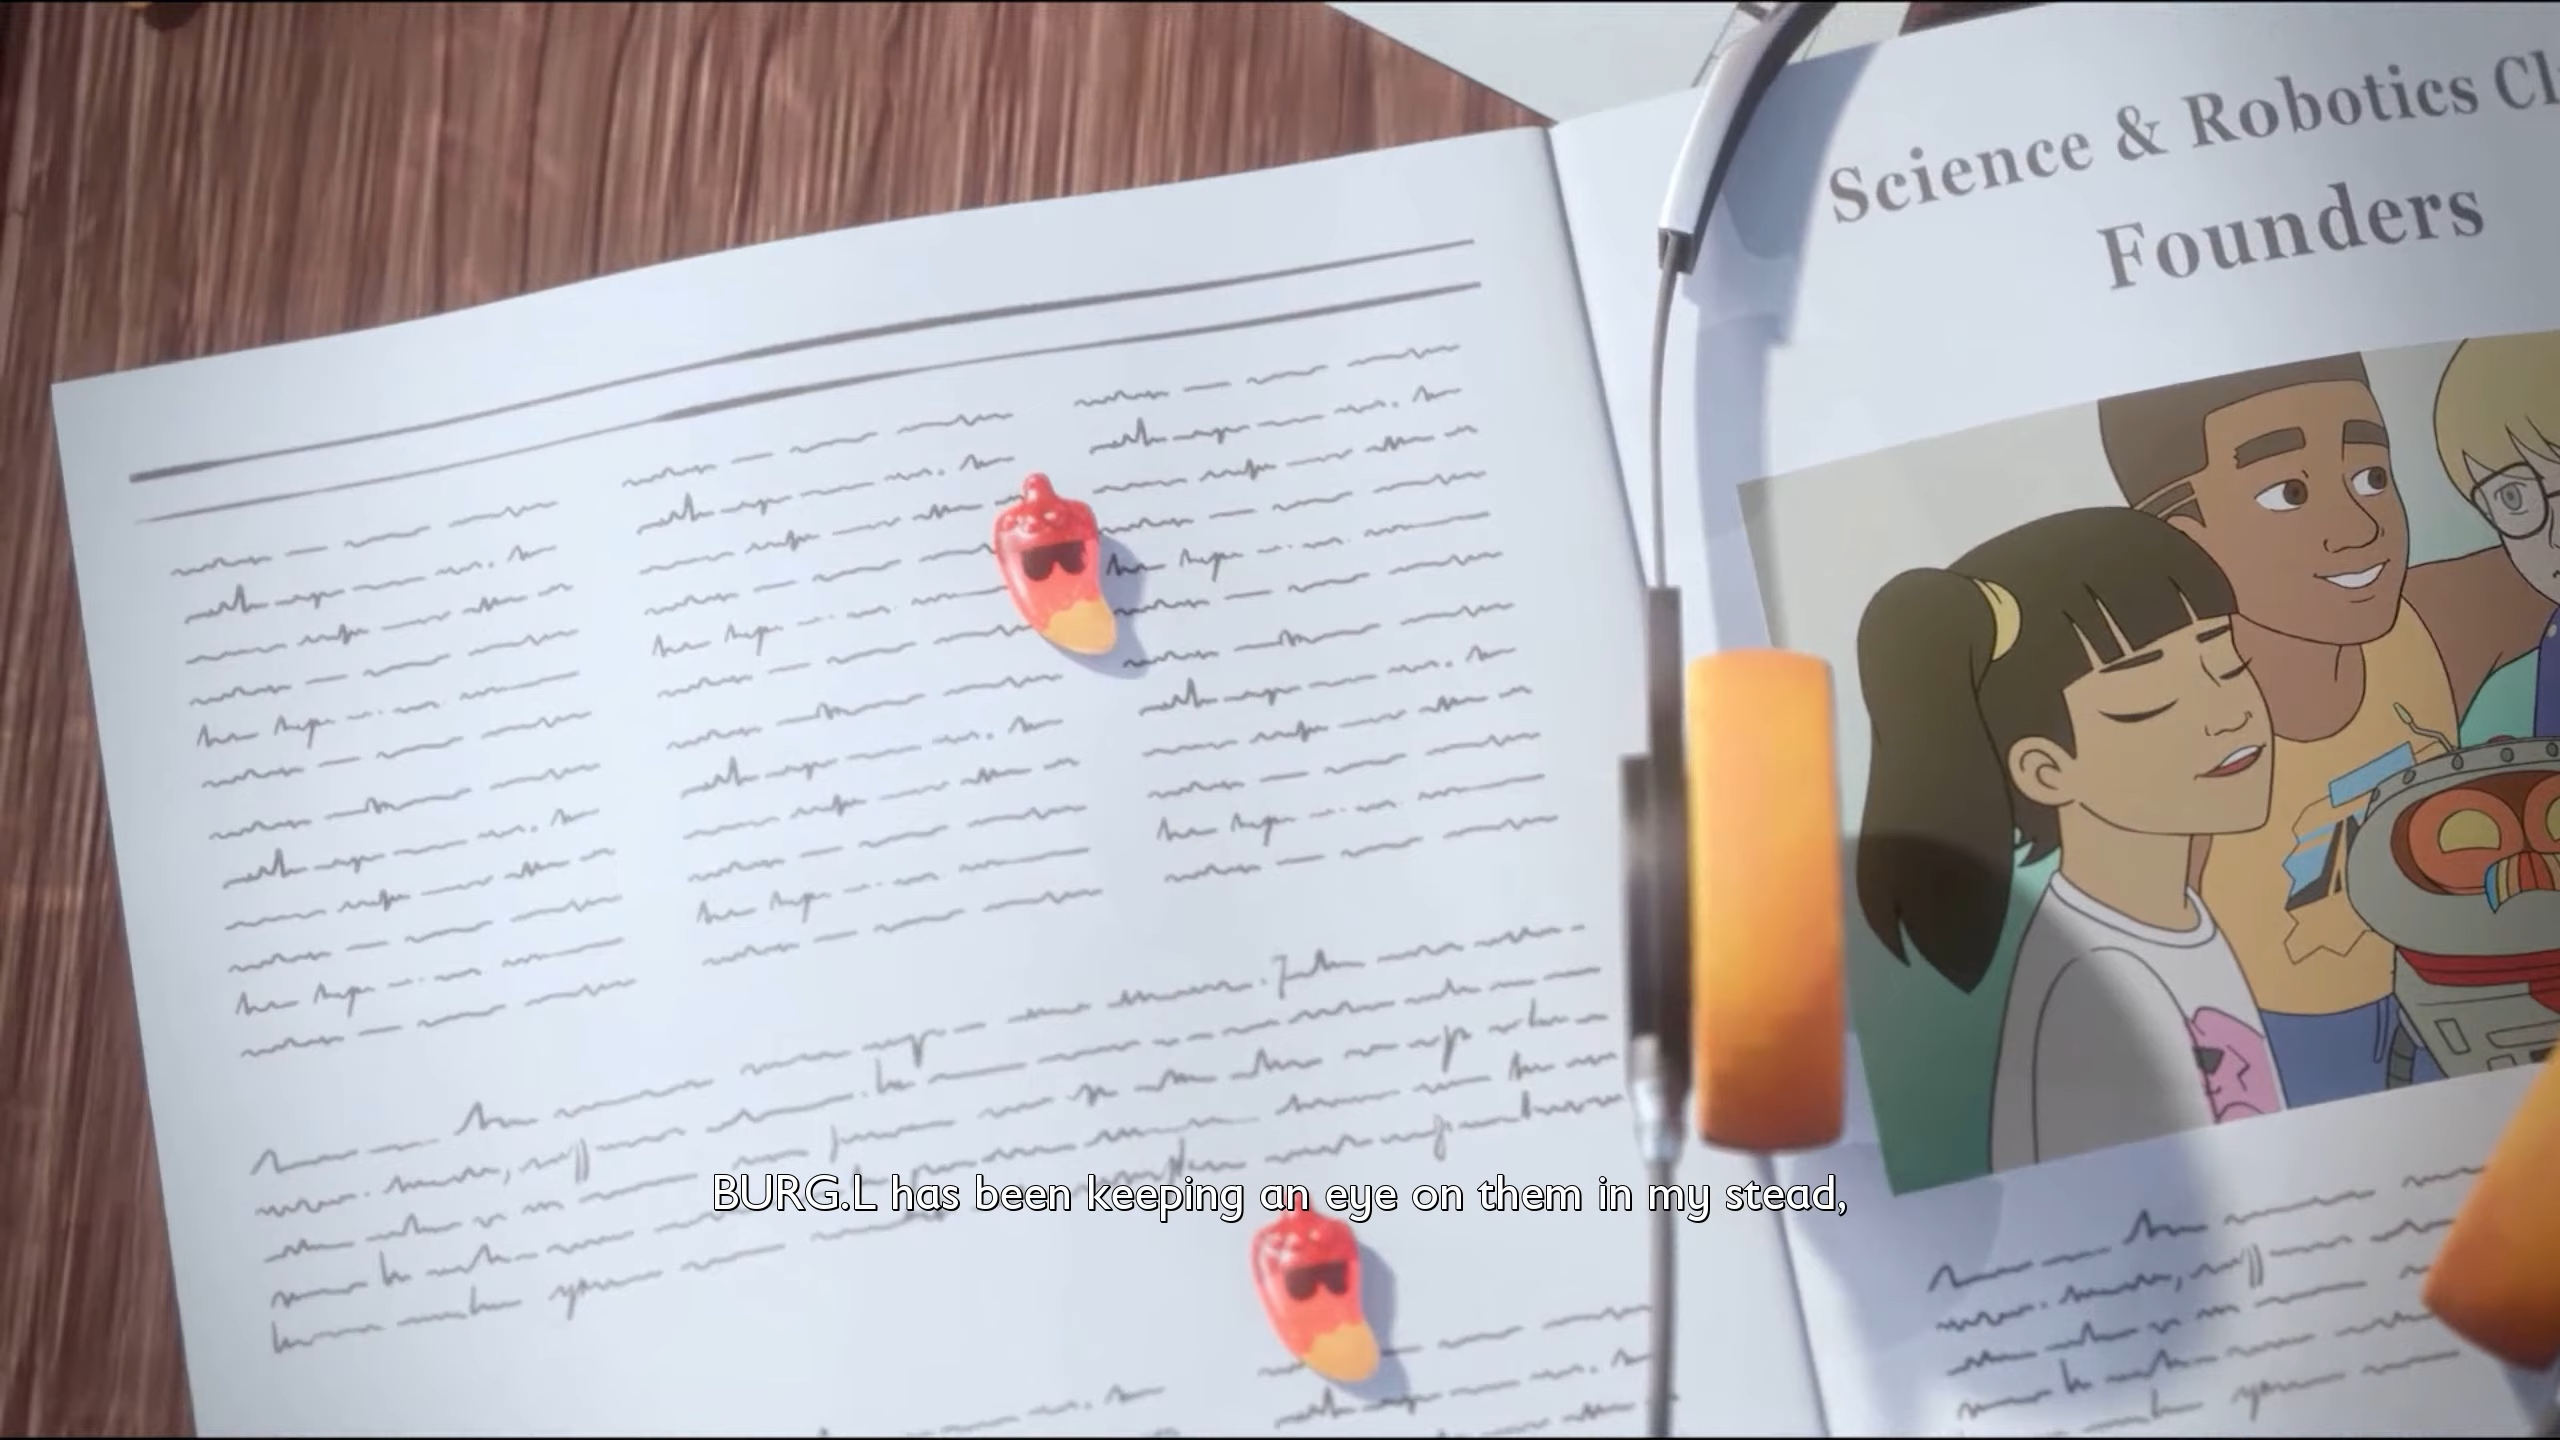 Science & Robotics Cl
Founders
BURG.L has been keeping an eye on them in my stead,